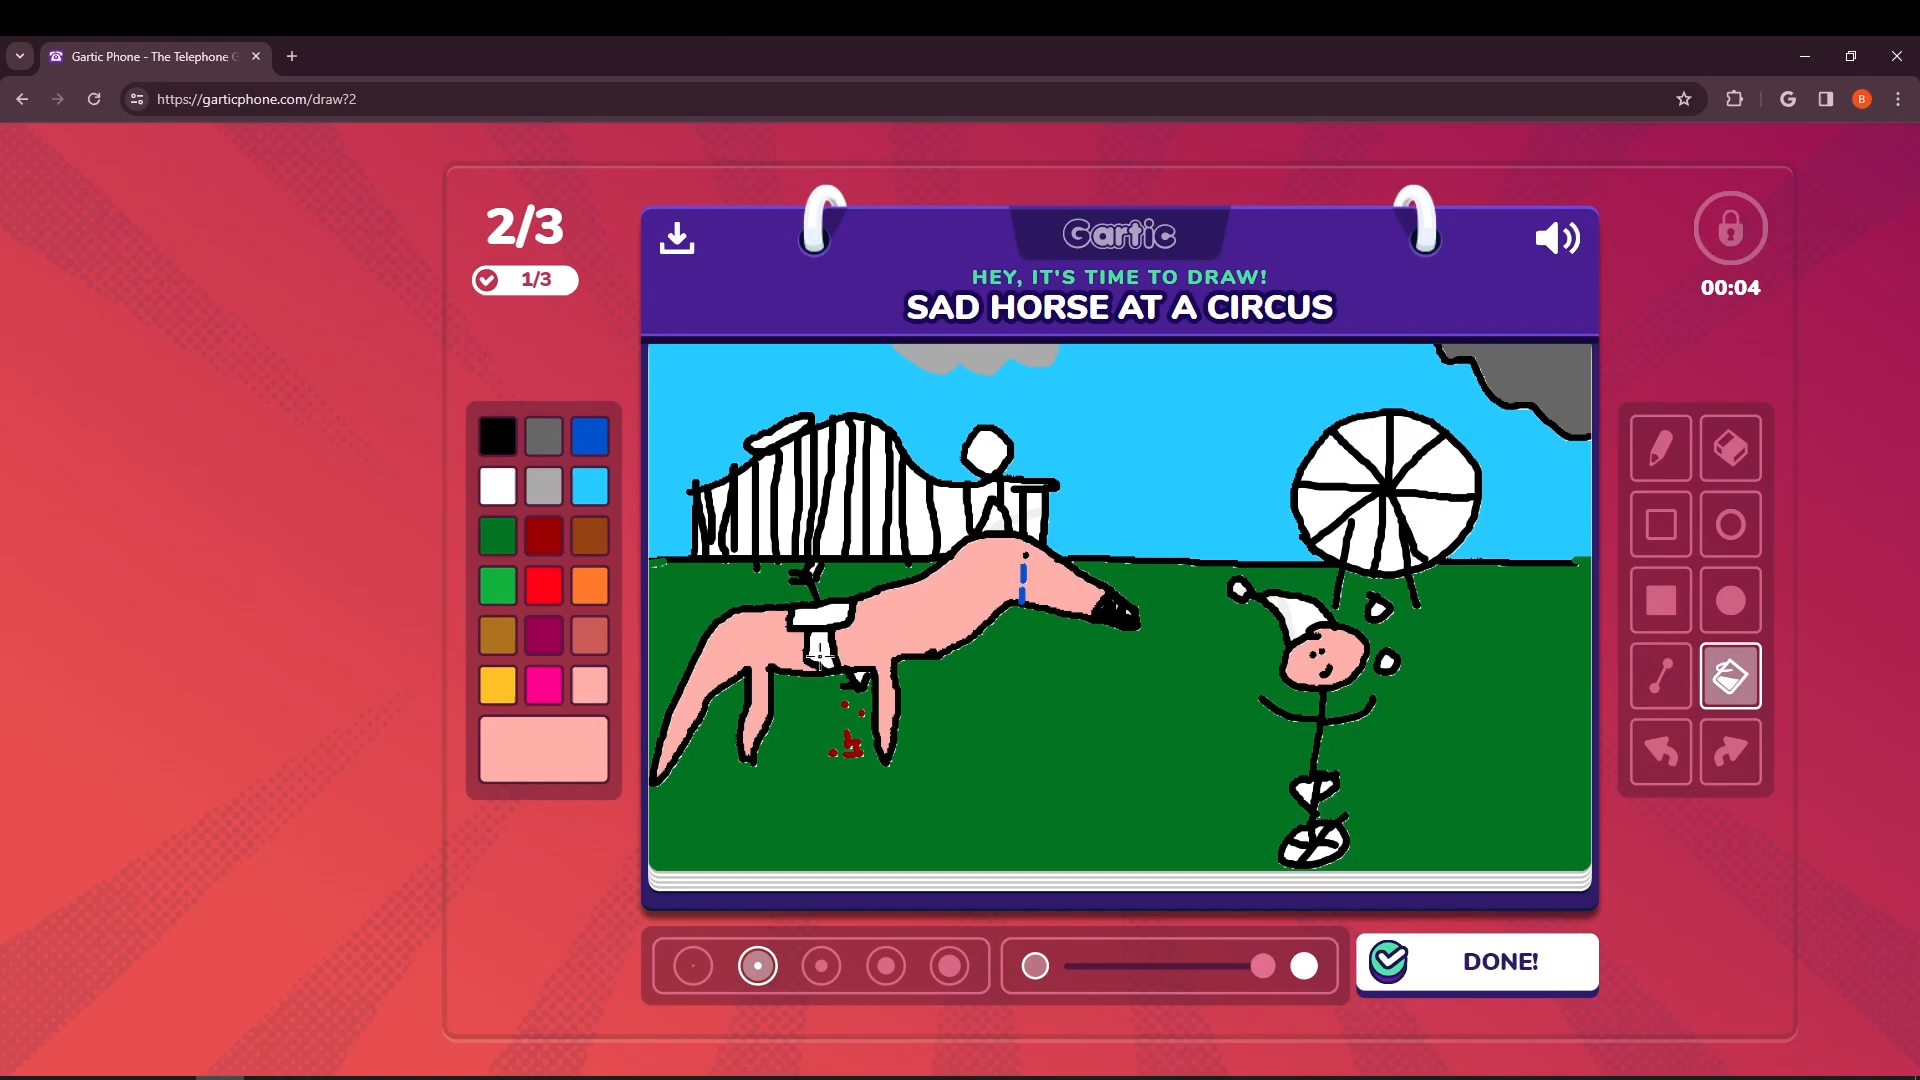 Gartic Phone - The Telephone G
https://garticphone.com/draw?2
B
2/3
1/3
Gartic
HEY, IT'S TIME TO DRAW!
SAD HORSE AT A CIRCUS
00:04
DONE!